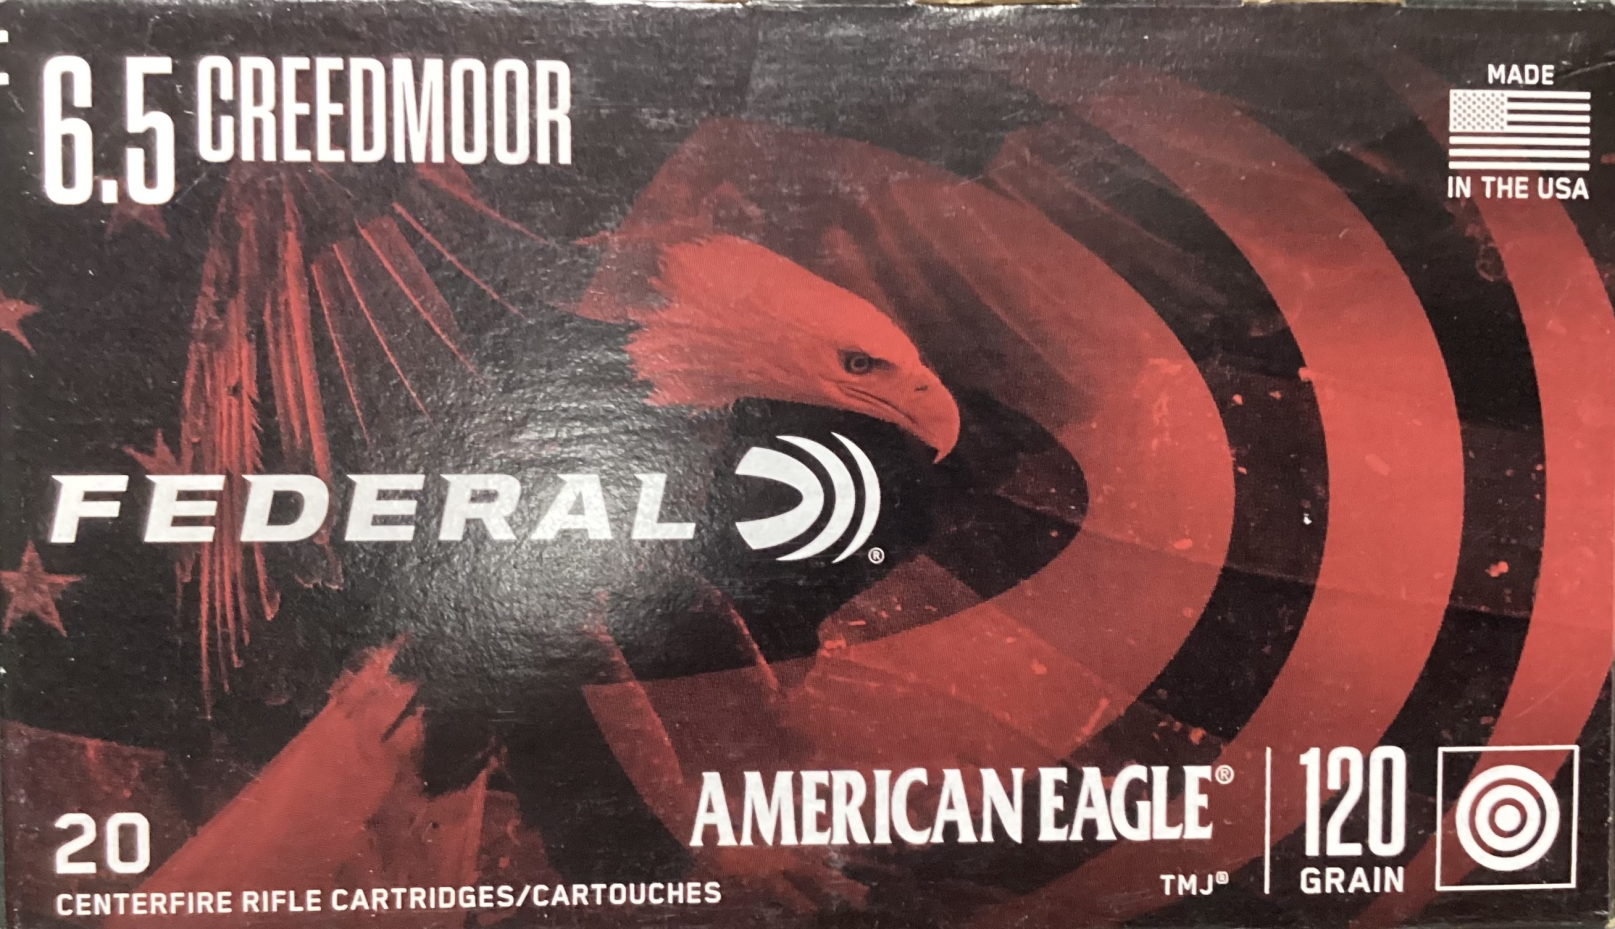 6.5 CREEDMOOR
MADE
IN THE USA
FEDERAL®
AMERICAN EAGLE®
TMJ®
120
GRAIN
20
CENTERFIRE RIFLE CARTRIDGES/CARTOUCHES